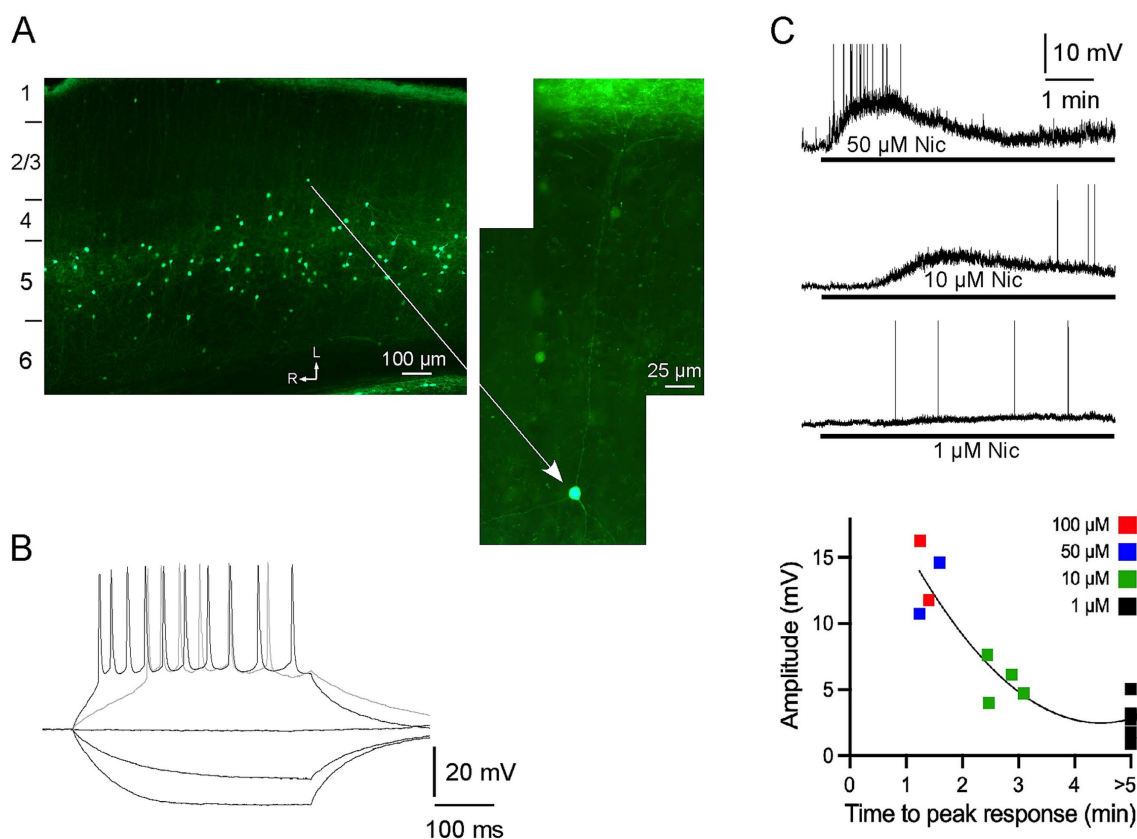 A
1
2/3
4
5
6
L
R
100 µm
25 µm
B
20 mV
100 ms
C
10 mV
1 min
50 µM Nic
10 µM Nic
1 µM Nic
100 µM
50 µM
10 µM
1 µM
15
10
5
0
Amplitude (mV)
0 1 2 3 4 >5
Time to peak response (min)